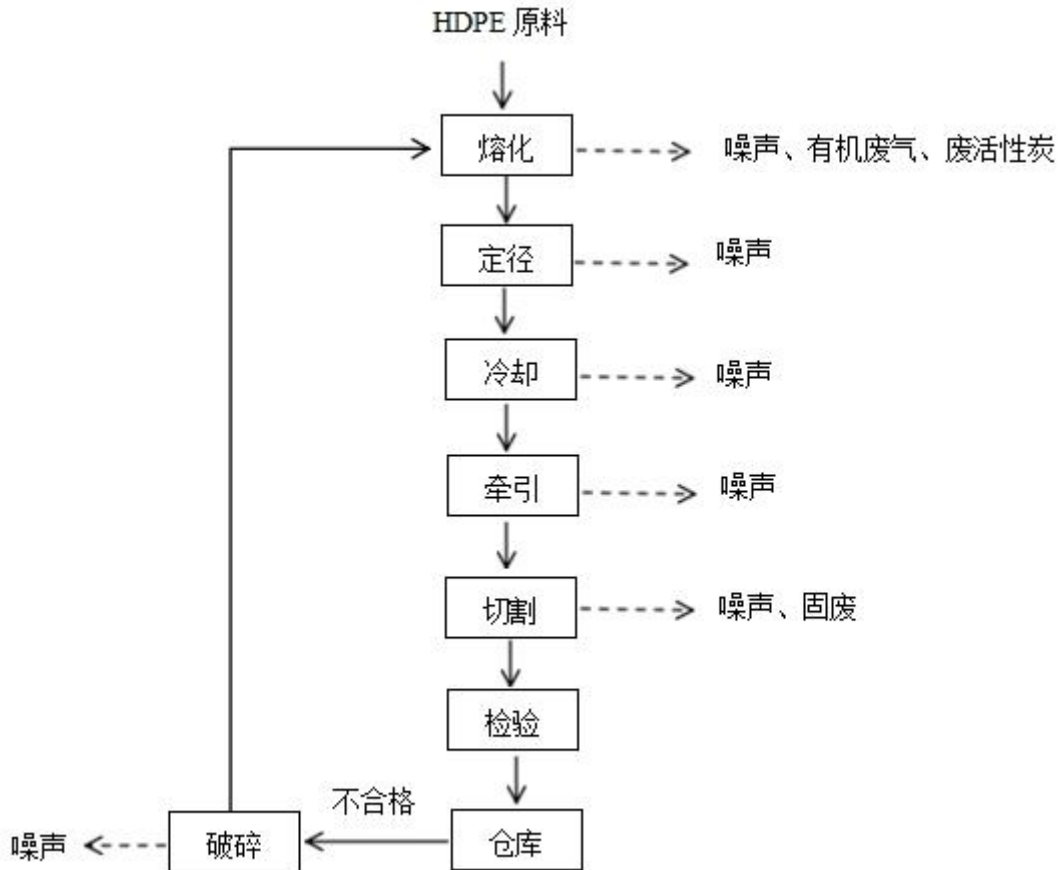 HDPE 原料
熔化
噪声、有机废气、废活性炭
定径
噪声
冷却
噪声
牵引
噪声
切割
噪声、固废
检验
不合格
噪声
破碎
仓库